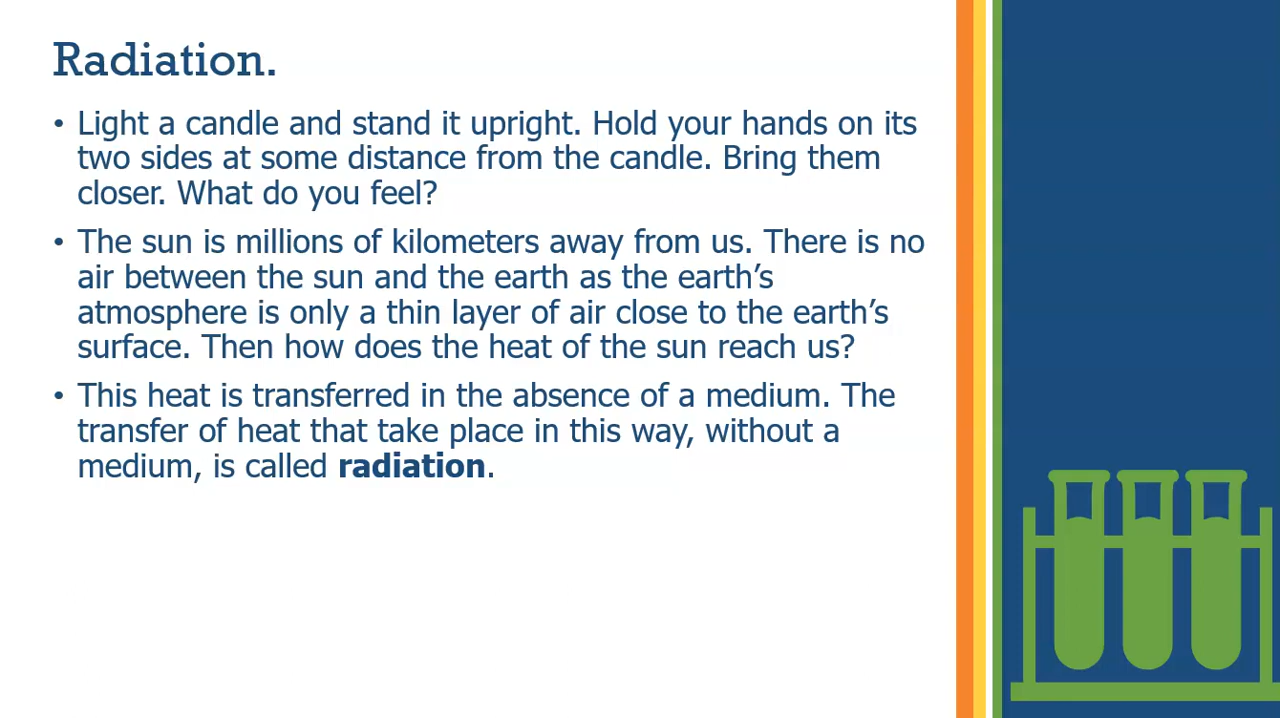 Radiation.
• Light a candle and stand it upright. Hold your hands on its
two sides at some distance from the candle. Bring them
closer. What do you feel?
• The sun is millions of kilometers away from us. There is no
air between the sun and the earth as the earth’s
atmosphere is only a thin layer of air close to the earth’s
surface. Then how does the heat of the sun reach us?
• This heat is transferred in the absence of a medium. The
transfer of heat that take place in this way, without a
medium, is called radiation.